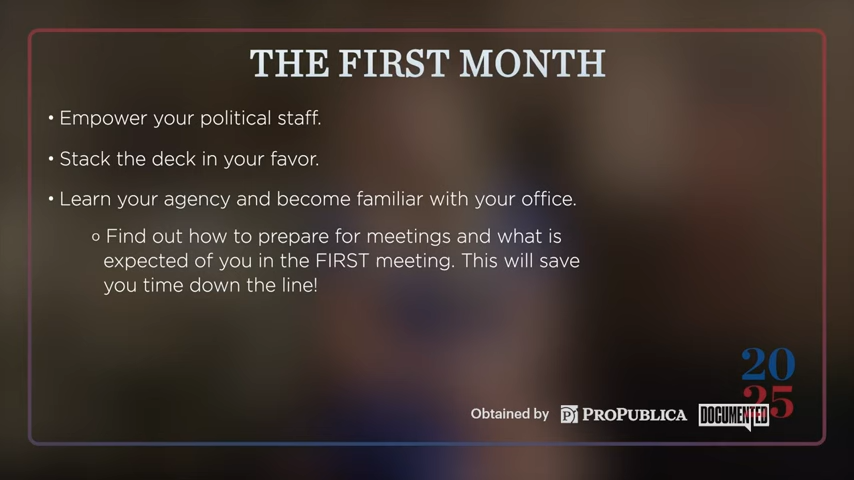 THE FIRST MONTH
• Empower your political staff.
• Stack the deck in your favor.
• Learn your agency and become familiar with your office.
o Find out how to prepare for meetings and what is
expected of you in the FIRST meeting. This will save
you time down the line!
20
25
Obtained by PROPUBLICA DOCUMENTED